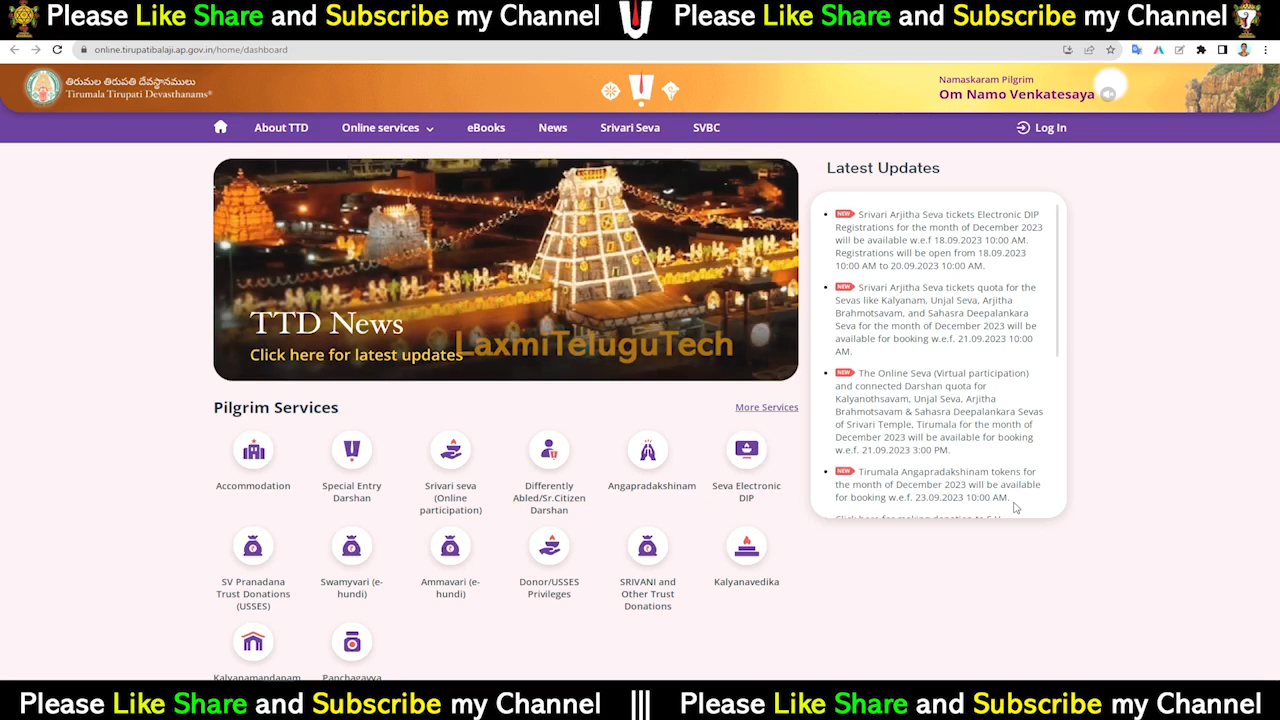 Please Like Share and Subscribe my Channel Please Like Share and Subscribe my Channel
online.tirupatibalaji.ap.gov.in/home/dashboard
తిరుమల తిరుపతి దేవస్థానములు
Tirumala Tirupati Devasthanams®
Namaskaram Pilgrim
Om Namo Venkatesaya
About TTD Online services eBooks News Srivari Seva SVBC Log In
TTD News
Click here for latest updates
LaxmiTeluguTech
Latest Updates
NEW Srivari Arjitha Seva tickets Electronic DIP
Registrations for the month of December 2023
will be available w.e.f 18.09.2023 10:00 AM.
Registrations will be open from 18.09.2023
10:00 AM to 20.09.2023 10:00 AM.
NEW Srivari Arjitha Seva tickets quota for the
Sevas like Kalyanam, Unjal Seva, Arjitha
Brahmotsavam, and Sahasra Deepalankara
Seva for the month of December 2023 will be
available for booking w.e.f. 21.09.2023 10:00
AM.
NEW The Online Seva (Virtual participation)
and connected Darshan quota for
Kalyanothsavam, Unjal Seva, Arjitha
Brahmotsavam & Sahasra Deepalankara Sevas
of Srivari Temple, Tirumala for the month of
December 2023 will be available for booking
w.e.f. 21.09.2023 3:00 PM.
NEW Tirumala Angapradakshinam tokens for
the month of December 2023 will be available
for booking w.e.f. 23.09.2023 10:00 AM.
Pilgrim Services
More Services
Accommodation
Special Entry
Darshan
Srivari seva
(Online
participation)
Differently
Abled/Sr.Citizen
Darshan
Angapradakshinam
Seva Electronic
DIP
SV Pranadana
Trust Donations
(USSES)
Swamyvari (e-
hundi)
Ammavari (e-
hundi)
Donor/USSES
Privileges
SRIVANI and
Other Trust
Donations
Kalyanavedika
Kalyanamandapam
Panchagavya
Please Like Share and Subscribe my Channel ||| Please Like Share and Subscribe my Channel